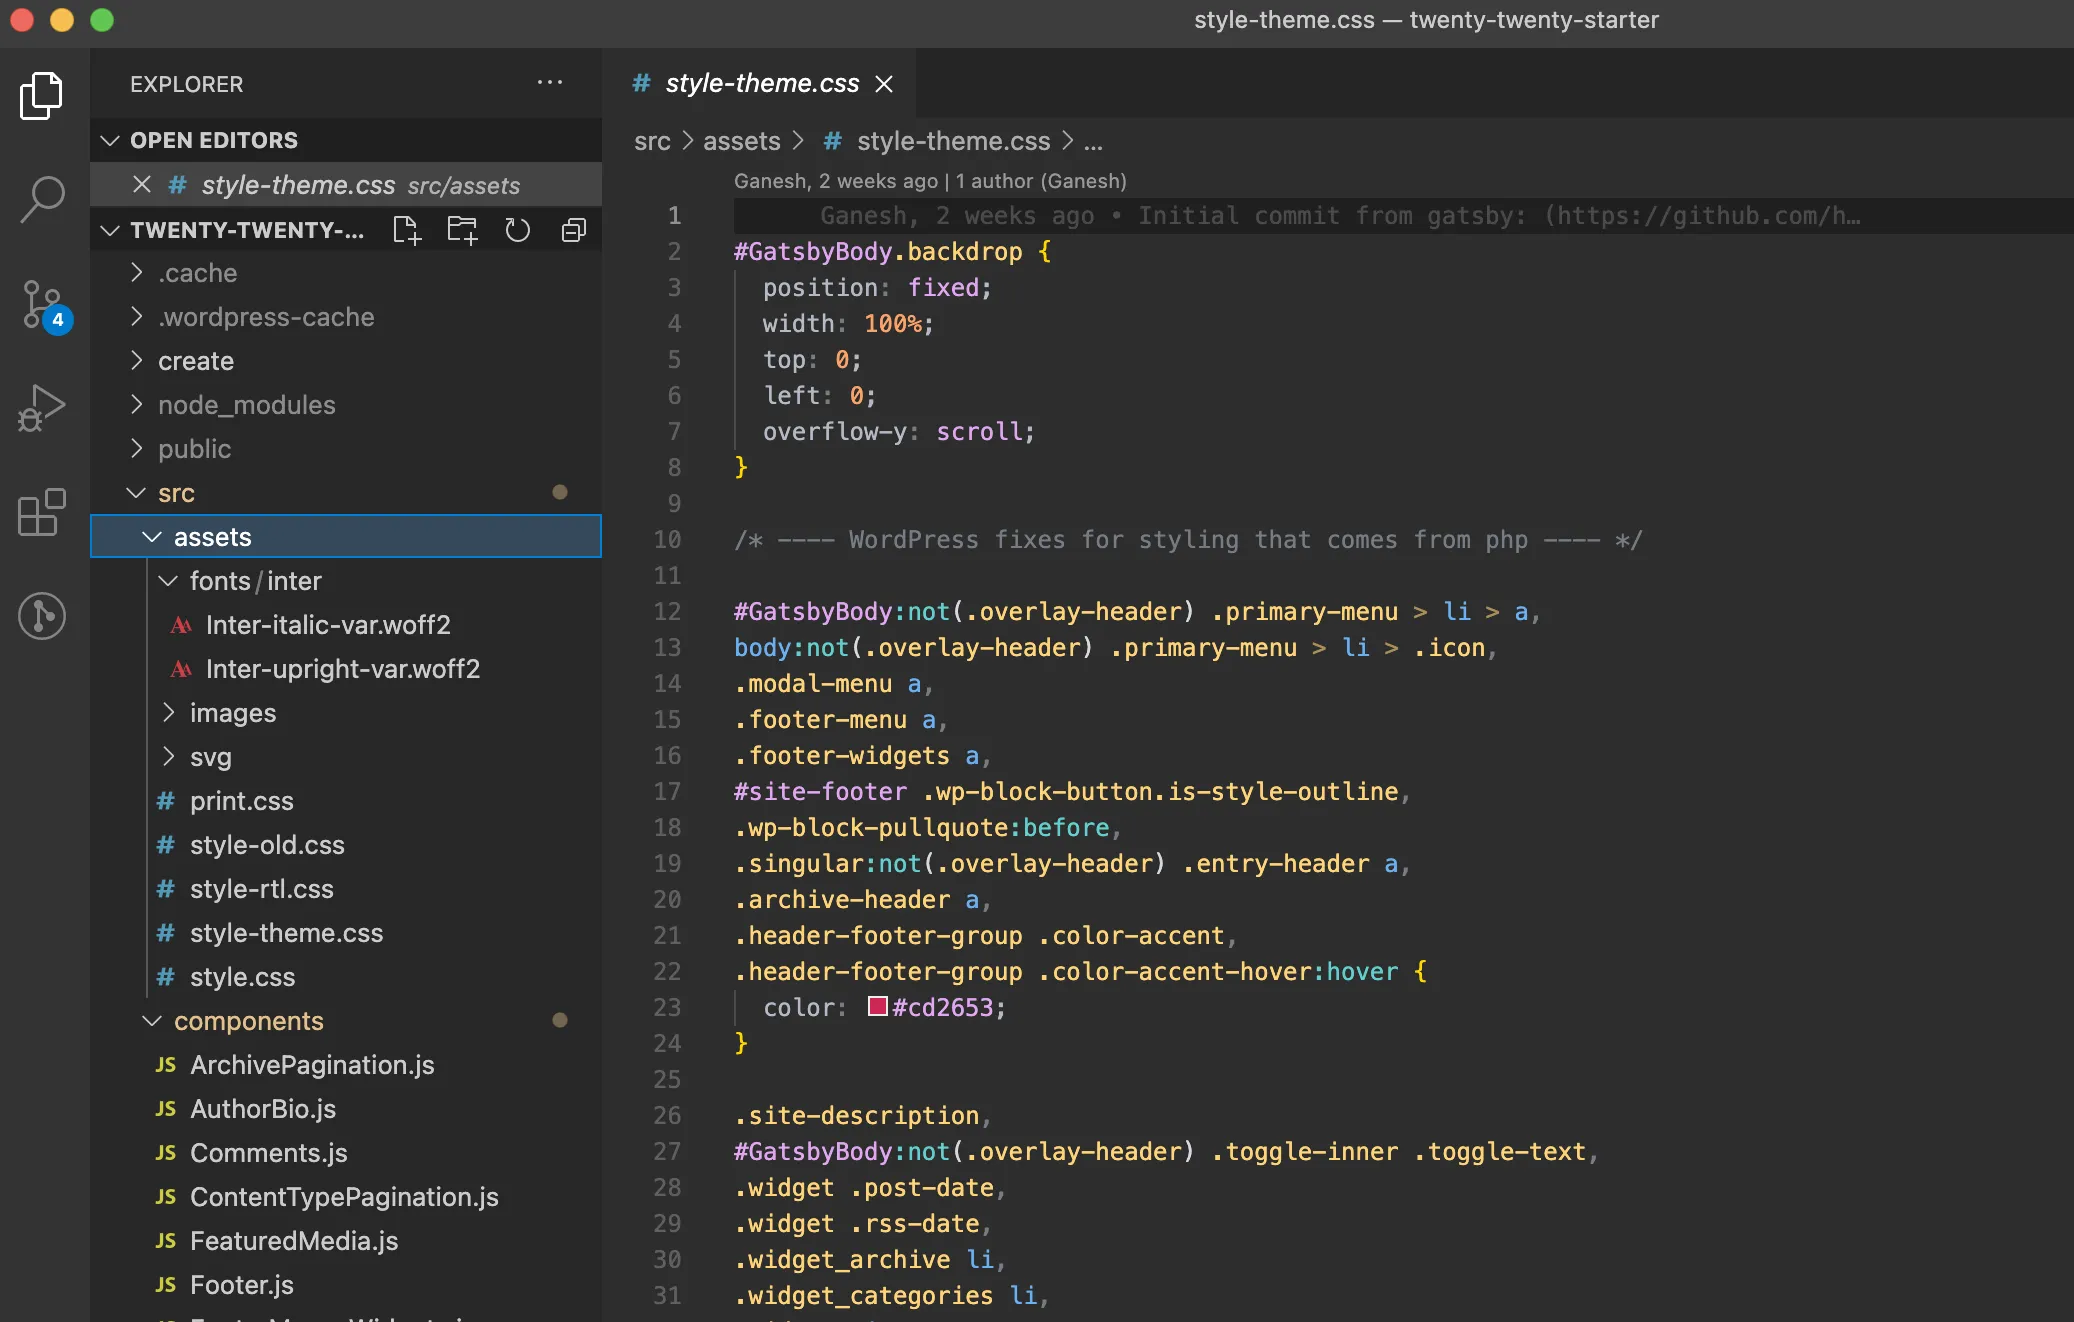 style-theme.css — twenty-twenty-starter
EXPLORER
OPEN EDITORS
# style-theme.css src/assets
TWENTY-TWENTY-...
.cache
.wordpress-cache
create
node_modules
public
src
assets
fonts/inter
Inter-italic-var.woff2
Inter-upright-var.woff2
images
svg
# print.css
# style-old.css
# style-rtl.css
# style-theme.css
# style.css
components
JS ArchivePagination.js
JS AuthorBio.js
JS Comments.js
JS ContentTypePagination.js
JS FeaturedMedia.js
JS Footer.js
4
# style-theme.css
src > assets > # style-theme.css > ...
Ganesh, 2 weeks ago | 1 author (Ganesh)
1 Ganesh, 2 weeks ago • Initial commit from gatsby: (https://github.com/h…
2 #GatsbyBody.backdrop {
3 position: fixed;
4 width: 100%;
5 top: 0;
6 left: 0;
7 overflow-y: scroll;
8 }
9
10 /* ---- WordPress fixes for styling that comes from php ---- */
11
12 #GatsbyBody:not(.overlay-header) .primary-menu > li > a,
13 body:not(.overlay-header) .primary-menu > li > .icon,
14 .modal-menu a,
15 .footer-menu a,
16 .footer-widgets a,
17 #site-footer .wp-block-button.is-style-outline,
18 .wp-block-pullquote:before,
19 .singular:not(.overlay-header) .entry-header a,
20 .archive-header a,
21 .header-footer-group .color-accent,
22 .header-footer-group .color-accent-hover:hover {
23 color: #cd2653;
24 }
25
26 .site-description,
27 #GatsbyBody:not(.overlay-header) .toggle-inner .toggle-text,
28 .widget .post-date,
29 .widget .rss-date,
30 .widget_archive li,
31 .widget_categories li,